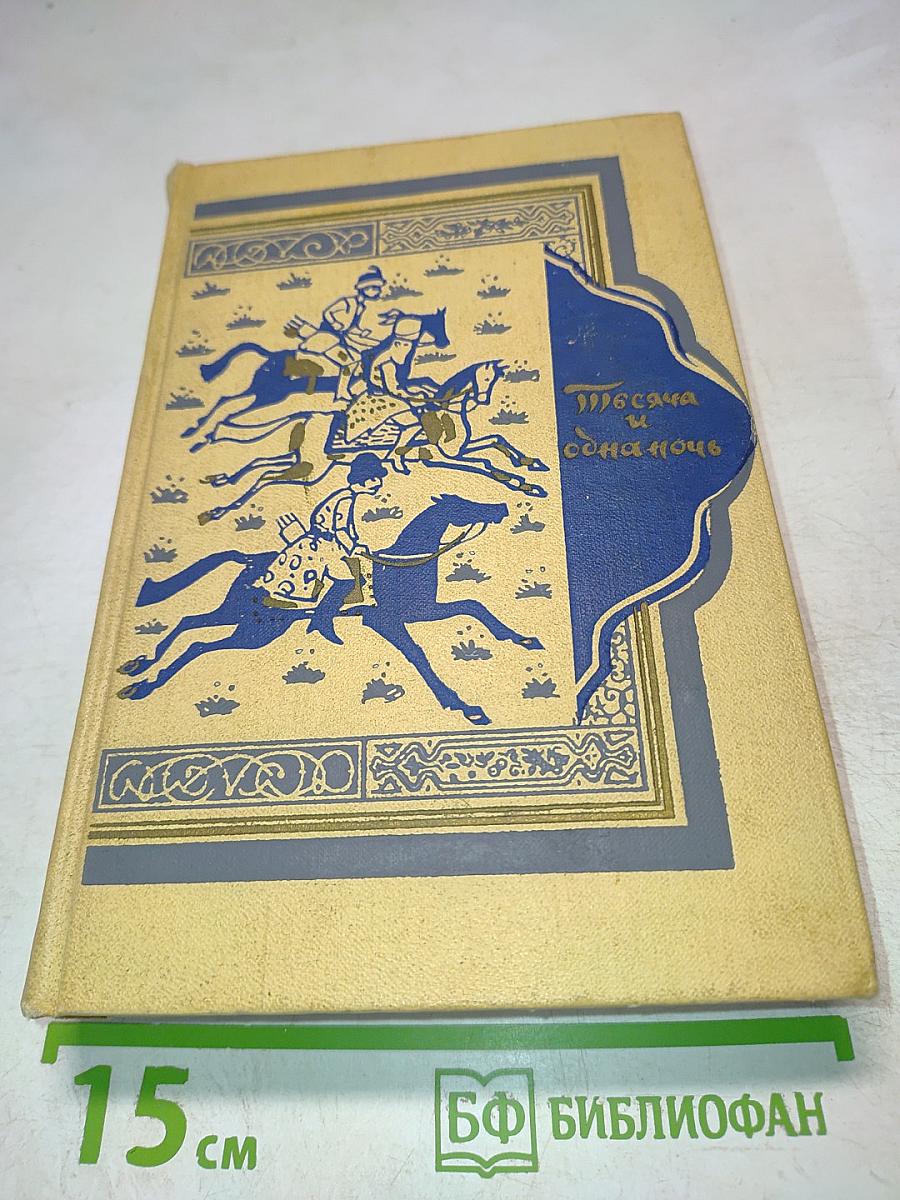 Тысяча
и
одна ночь
15 см
БФ БИБЛИОФАН